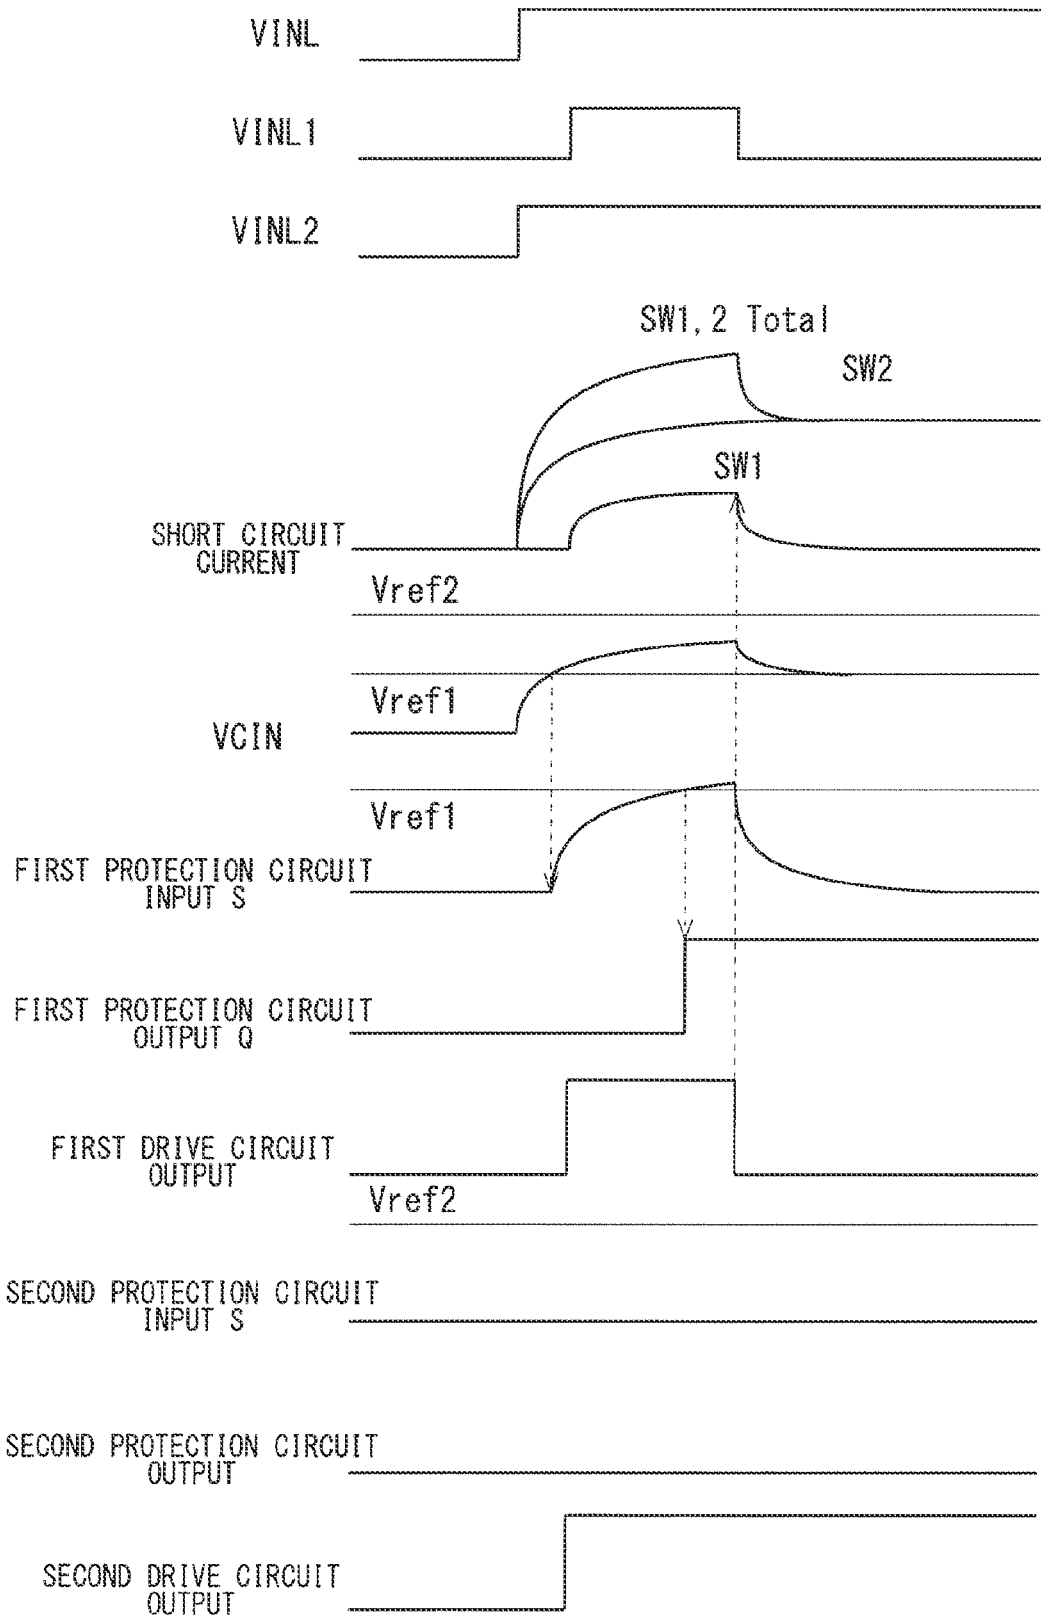 VINL
VINL1
VINL2
SW1,2 Total
SW2
SW1
SHORT CIRCUIT
CURRENT
Vref2
Vref1
VCIN
Vref1
FIRST PROTECTION CIRCUIT
INPUT S
FIRST PROTECTION CIRCUIT
OUTPUT Q
FIRST DRIVE CIRCUIT
OUTPUT
Vref2
SECOND PROTECTION CIRCUIT
INPUT S
SECOND PROTECTION CIRCUIT
OUTPUT
SECOND DRIVE CIRCUIT
OUTPUT